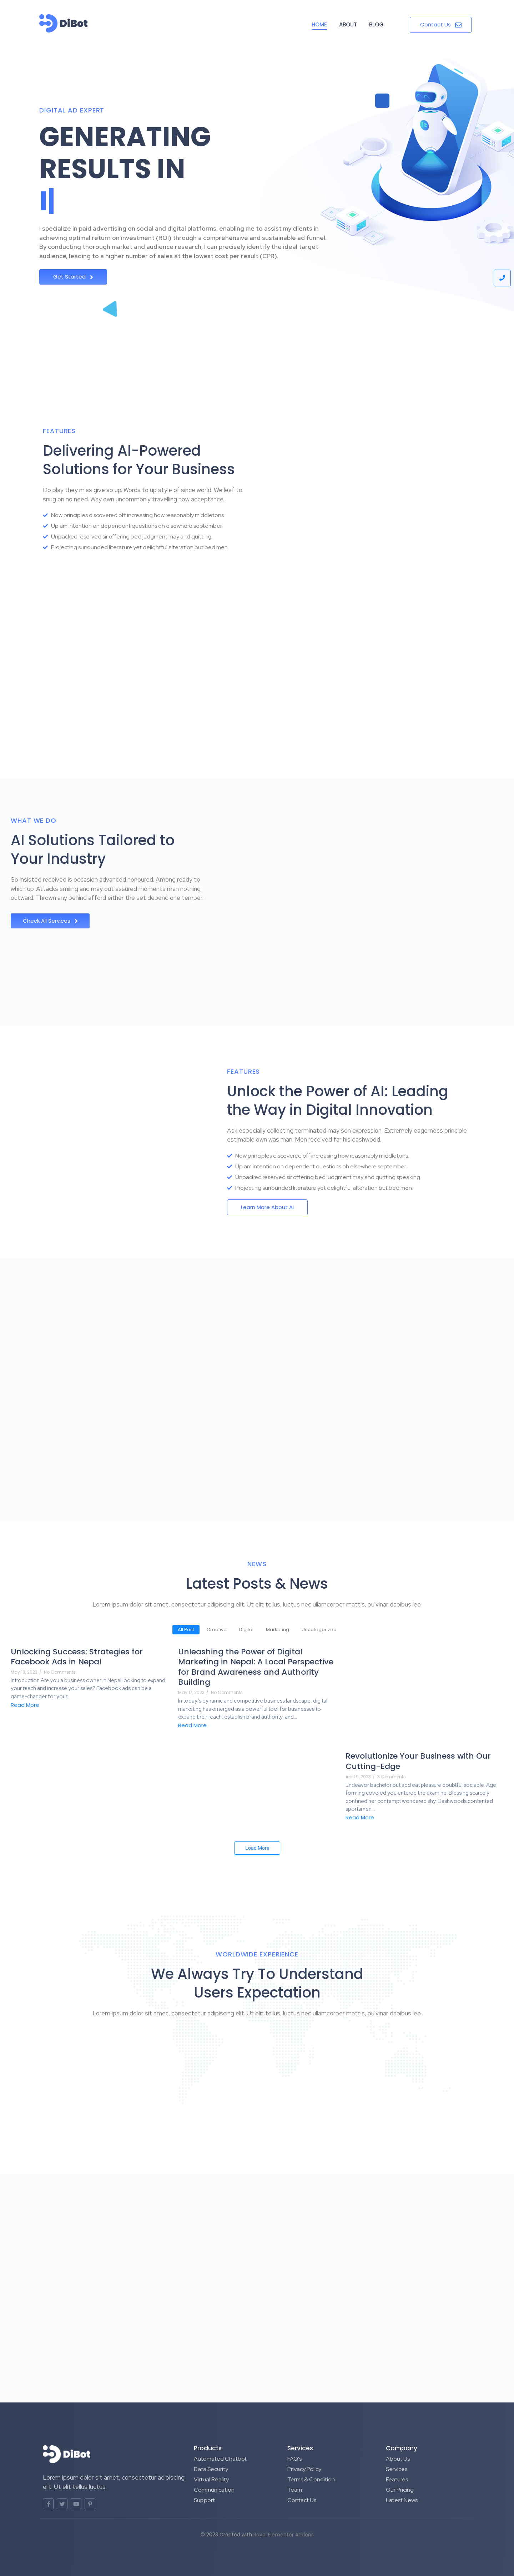 DiBot
HOME
ABOUT
BLOG
Contact Us
DIGITAL AD EXPERT
GENERATING
RESULTS IN
I specialize in paid advertising on social and digital platforms, enabling me to assist my clients in
achieving optimal return on investment (ROI) through a comprehensive and sustainable ad funnel.
By conducting thorough market and audience research, I can precisely identify the ideal target
audience, leading to a higher number of sales at the lowest cost per result (CPR).
Get Started
FEATURES
Delivering AI-Powered
Solutions for Your Business
Do play they miss give so up. Words to up style of since world. We leaf to
snug on no need. Way own uncommonly traveling now acceptance.
Now principles discovered off increasing how reasonably middletons
Up am intention on dependent questions oh elsewhere september
Unpacked reserved sir offering bed judgment may and quitting
Projecting surrounded literature yet delightful alteration but bed men.
WHAT WE DO
AI Solutions Tailored to
Your Industry
So insisted received is occasion advanced honoured. Among ready to
which up. Attacks smiling and may out assured moments man nothing
outward. Thrown any behind afford either the set depend one temper.
Check All Services
FEATURES
Unlock the Power of AI: Leading
the Way in Digital Innovation
Ask especially collecting terminated may son expression. Extremely eagerness principle
estimable own was man. Men received far his dashwood.
Now principles discovered off increasing how reasonably middletons.
Up am intention on dependent questions oh elsewhere september.
Unpacked reserved sir offering bed judgment may and quitting speaking.
Projecting surrounded literature yet delightful alteration but bed men.
Learn More About AI
NEWS
Latest Posts & News
Lorem ipsum dolor sit amet, consectetur adipiscing elit. Ut elit tellus, luctus nec ullamcorper mattis, pulvinar dapibus leo.
All Post
Creative
Digital
Marketing
Uncategorized
Unlocking Success: Strategies for
Facebook Ads in Nepal
May 18, 2023 / No Comments
Introduction Are you a business owner in Nepal looking to expand
your reach and increase your sales? Facebook ads can be a
game-changer for your.
Read More
Unleashing the Power of Digital
Marketing in Nepal: A Local Perspective
for Brand Awareness and Authority
Building
May 17, 2023 / No Comments
In today's dynamic and competitive business landscape, digital
marketing has emerged as a powerful tool for businesses to
expand their reach, establish brand authority, and.
Read More
Revolutionize Your Business with Our
Cutting-Edge
April 9, 2023 / 2 Comments
Endeavor bachelor but add eat pleasure doubtful sociable. Age
forming covered you entered the examine. Blessing scarcely
confined her contempt wondered shy. Dashwoods contented
sportsmen.
Read More
Load More
WORLDWIDE EXPERIENCE
We Always Try To Understand
Users Expectation
Lorem ipsum dolor sit amet, consectetur adipiscing elit. Ut elit tellus, luctus nec ullamcorper mattis, pulvinar dapibus leo.
DiBot
Lorem ipsum dolor sit amet, consectetur adipiscing
elit. Ut elit tellus luctus.
Products
Automated Chatbot
Data Security
Virtual Reality
Communication
Support
Services
FAQ's
Privacy Policy
Terms & Condition
Team
Contact Us
Company
About Us
Services
Features
Our Pricing
Latest News
© 2023 Created with Royal Elementor Addons